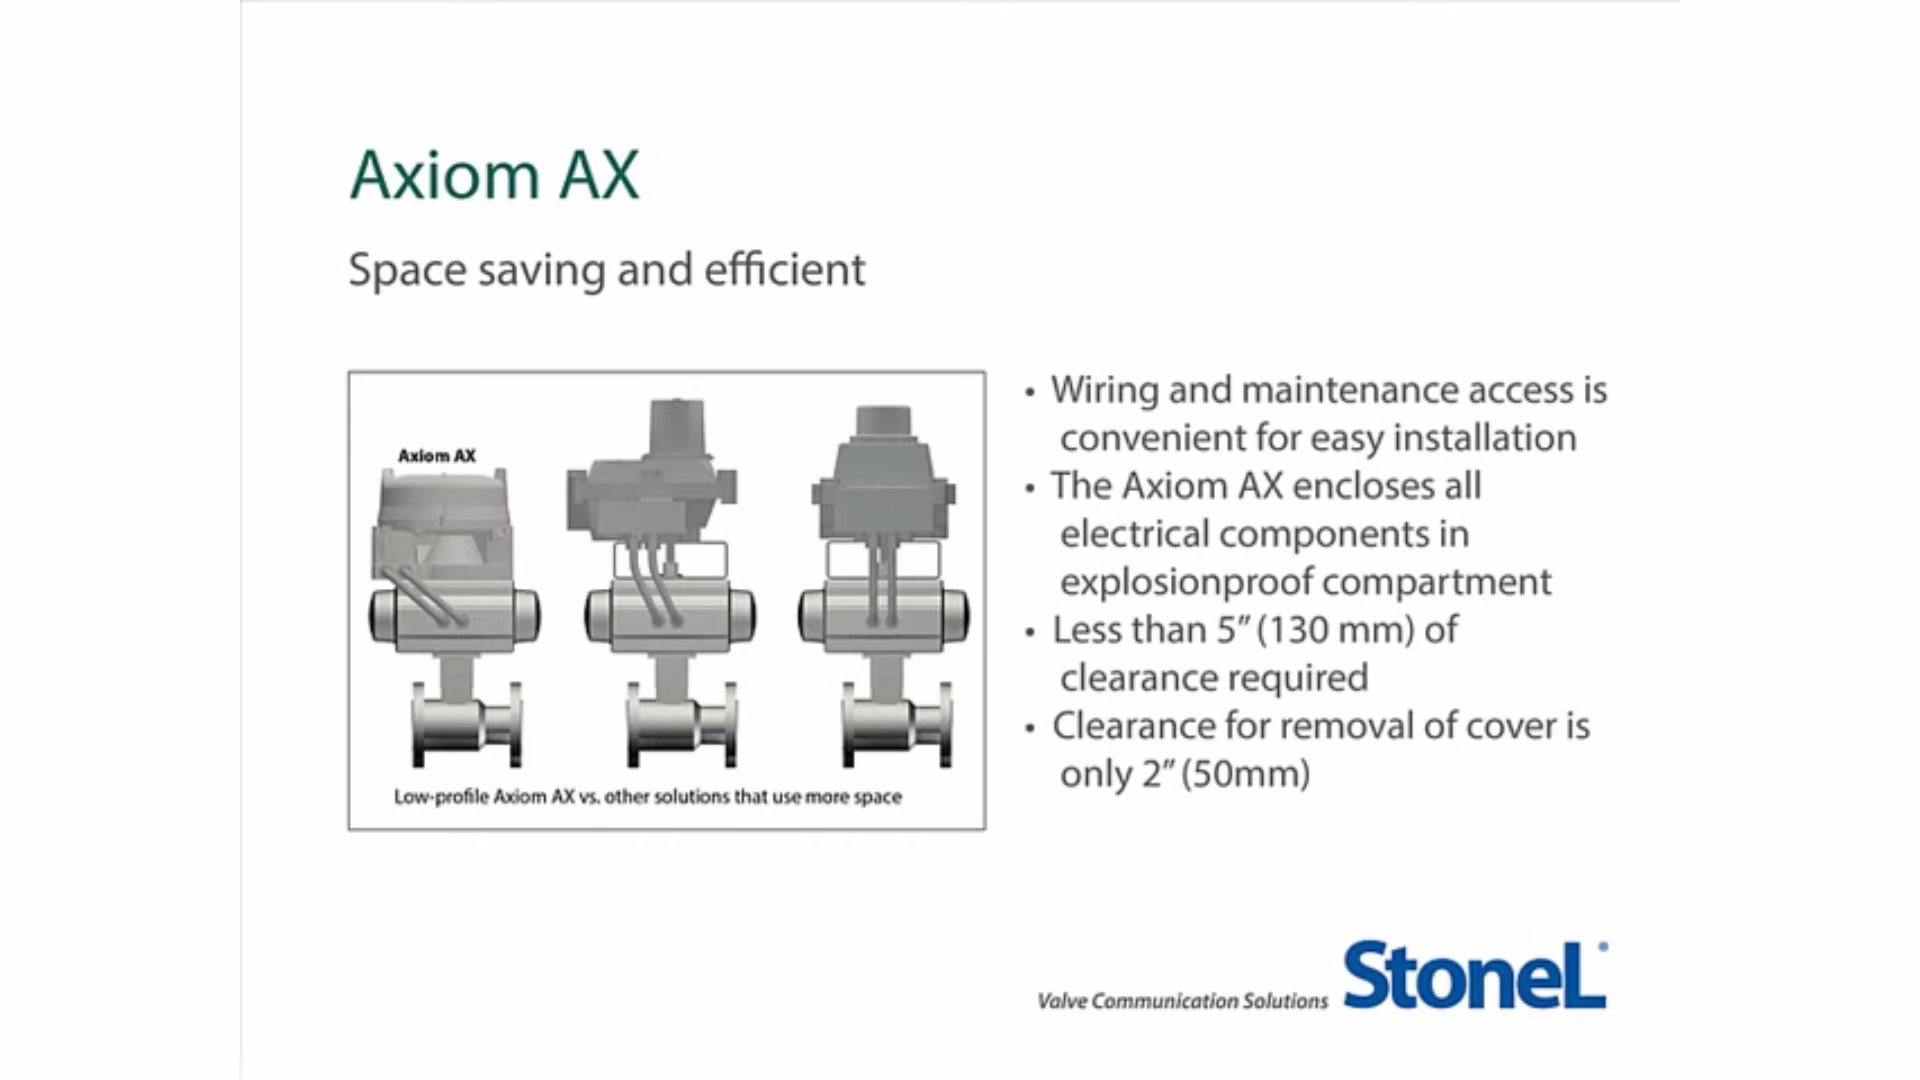 Axiom AX
Space saving and efficient
Axiom AX
Low-profile Axiom AX vs. other solutions that use more space
• Wiring and maintenance access is
convenient for easy installation
• The Axiom AX encloses all
electrical components in
explosionproof compartment
• Less than 5” (130 mm) of
clearance required
• Clearance for removal of cover is
only 2” (50mm)
Valve Communication Solutions StoneL